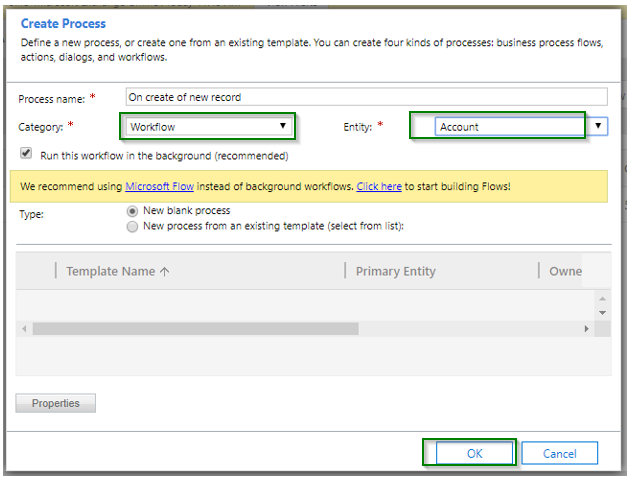 Create Process
Define a new process, or create one from an existing template. You can create four kinds of processes: business process flows,
actions, dialogs, and workflows.
Process name: * On create of new record
Category: * Workflow Entity: * Account
Run this workflow in the background (recommended)
We recommend using Microsoft Flow instead of background workflows. Click here to start building Flows!
Type: New blank process
New process from an existing template (select from list):
Template Name ↑ Primary Entity Owne
Properties
OK Cancel